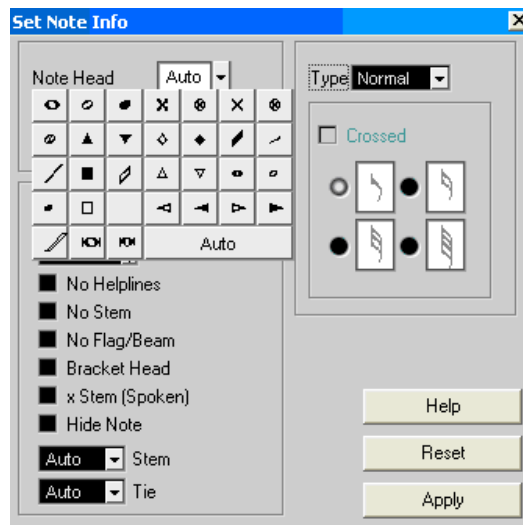 Set Note Info
Note Head Auto
Type Normal
Crossed
Auto
No Helplines
No Stem
No Flag/Beam
Bracket Head
x Stem (Spoken)
Hide Note
Auto Stem
Auto Tie
Help
Reset
Apply